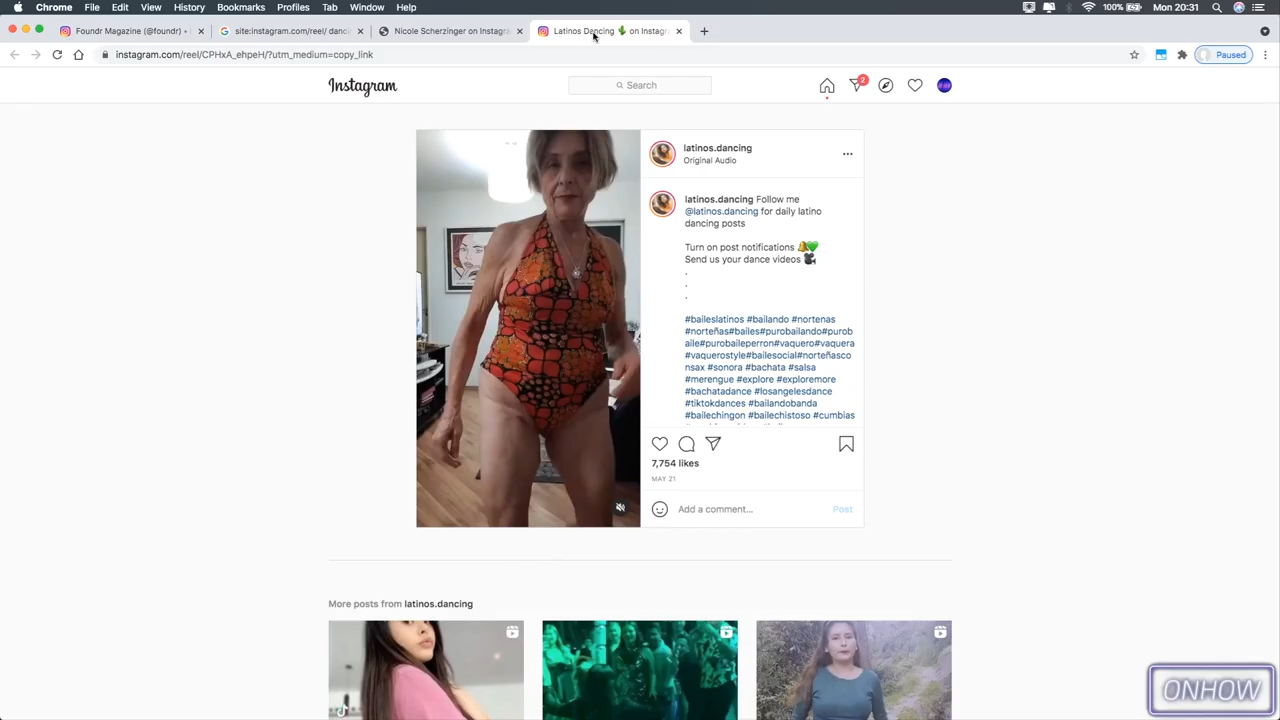 Chrome File Edit View History Bookmarks Profiles Tab Window Help
100% Mon 20:31
Foundr Magazine (@foundr) •
site:instagram.com/reel/ danci
Nicole Scherzinger on Instagra
Latinos Dancing 🌵 on Instagr
instagram.com/reel/CPHxA_ehpeH/?utm_medium=copy_link
Paused
Instagram
Search
2
latinos.dancing
Original Audio
latinos.dancing Follow me
@latinos.dancing for daily latino
dancing posts
Turn on post notifications 🔔💚
Send us your dance videos 🎥
.
.
.
#baileslatinos #bailando #nortenas
#norteñas#bailes#purobailando#purob
aile#purobaileperron#vaquero#vaquera
#vaquerostyle#bailesocial#norteñasco
nsax #sonora #bachata #salsa
#merengue #explore #exploremore
#bachatadance #losangelesdance
#tiktokdances #bailandobanda
#bailechingon #bailechistoso #cumbias
7,754 likes
MAY 21
Add a comment...
Post
More posts from latinos.dancing
ONHOW